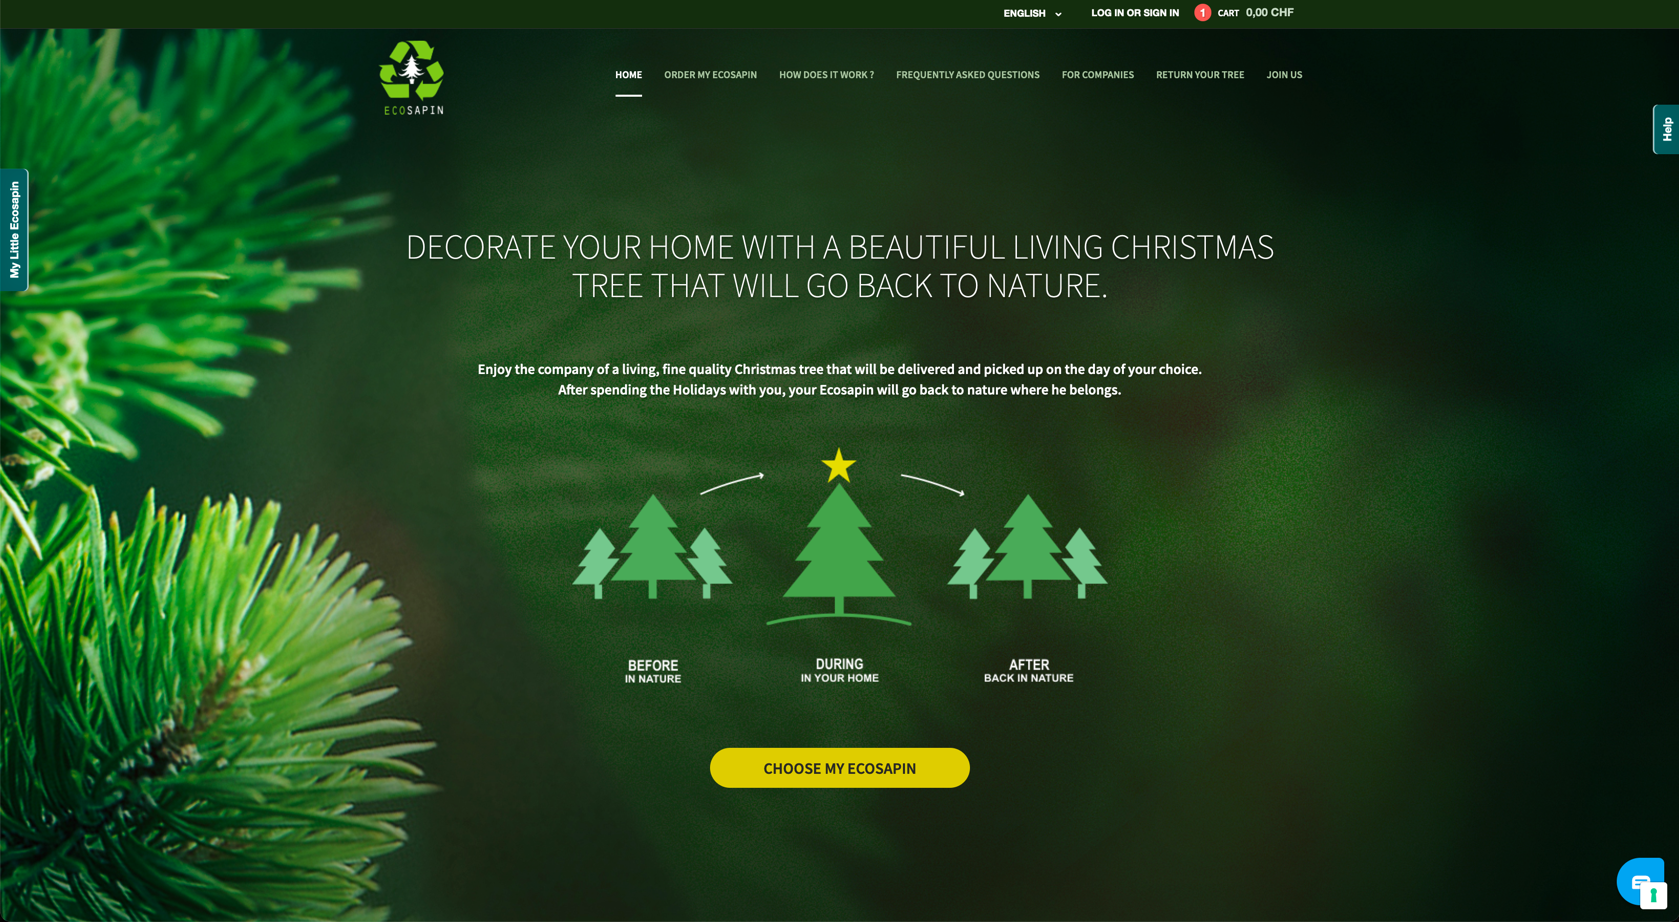 ENGLISH
LOG IN OR SIGN IN
1
CART 0,00 CHF
ECOSAPIN
HOME
ORDER MY ECOSAPIN
HOW DOES IT WORK ?
FREQUENTLY ASKED QUESTIONS
FOR COMPANIES
RETURN YOUR TREE
JOIN US
Help
My Little Ecosapin
DECORATE YOUR HOME WITH A BEAUTIFUL LIVING CHRISTMAS
TREE THAT WILL GO BACK TO NATURE.
Enjoy the company of a living, fine quality Christmas tree that will be delivered and picked up on the day of your choice.
After spending the Holidays with you, your Ecosapin will go back to nature where he belongs.
BEFORE
IN NATURE
DURING
IN YOUR HOME
AFTER
BACK IN NATURE
CHOOSE MY ECOSAPIN